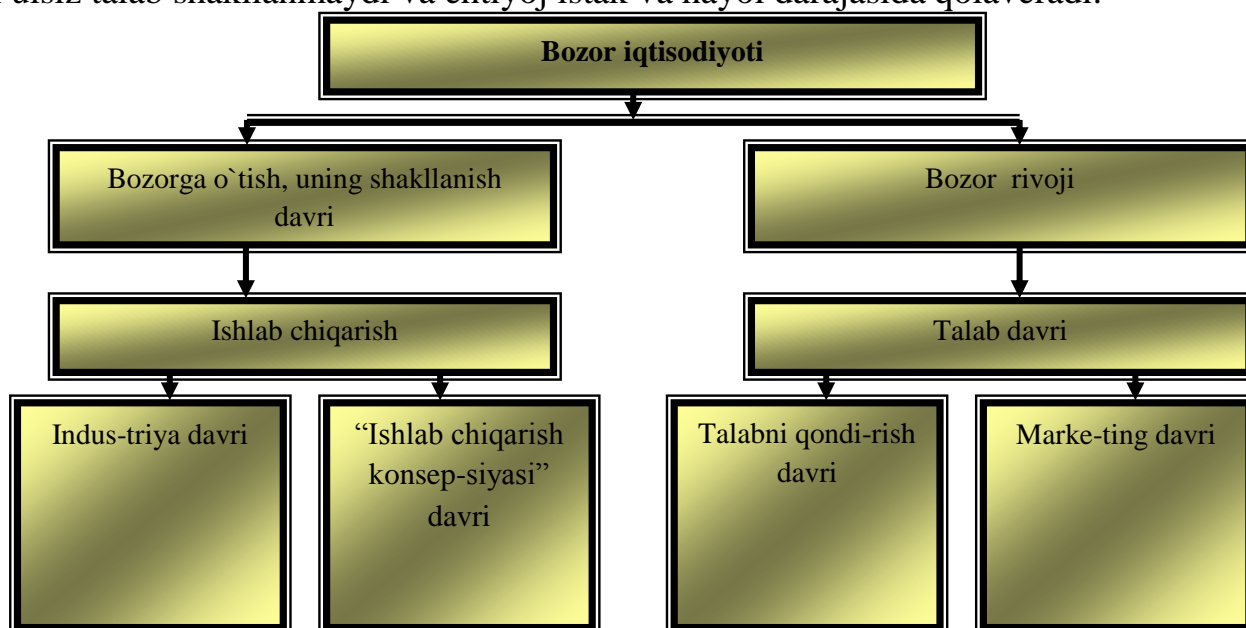 ulsiz talab shakllanmaydi va ehtiyoj istak va hayol darajasida qolaveradi.
Bozor iqtisodiyoti
Bozorga o`tish, uning shakllanish
davri
Bozor rivoji
Ishlab chiqarish
Talab davri
Indus-triya davri
“Ishlab chiqarish
konsep-siyasi”
davri
Talabni qondi-rish
davri
Marke-ting davri